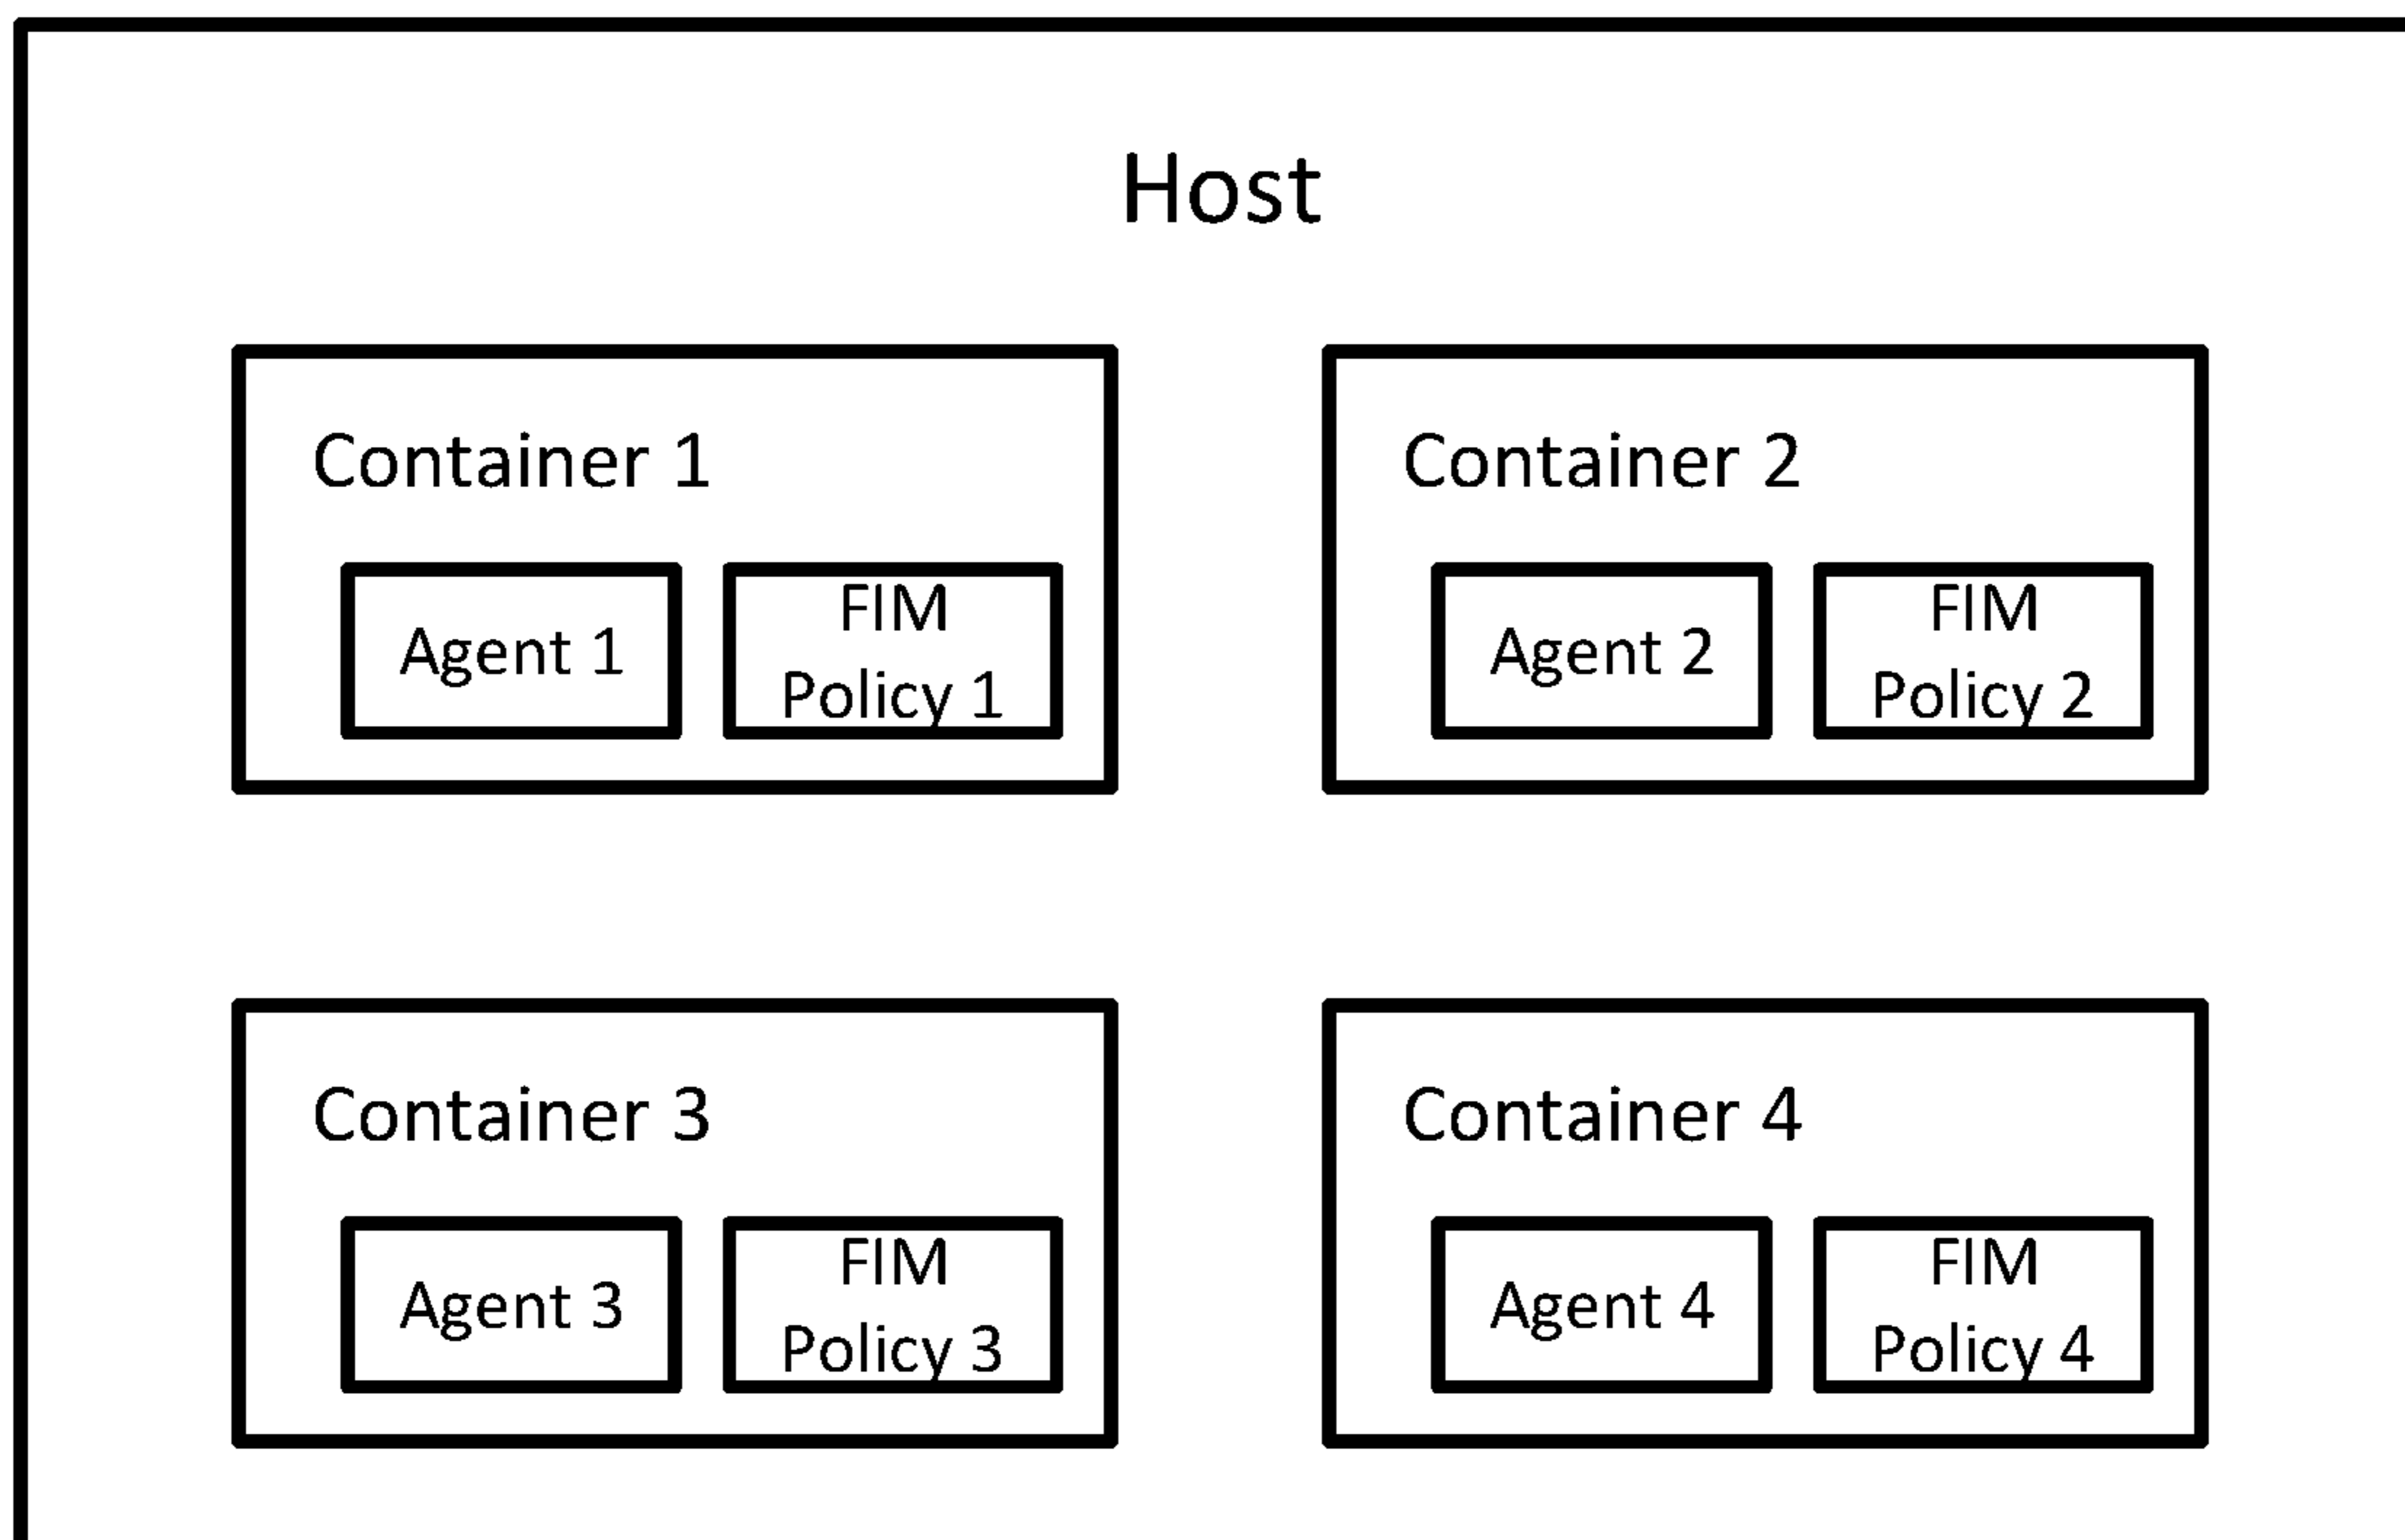 Host
Container 1
Agent 1
FIM
Policy 1
Container 2
Agent 2
FIM
Policy 2
Container 3
Agent 3
FIM
Policy 3
Container 4
Agent 4
FIM
Policy 4